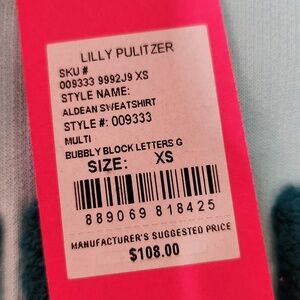 LILLY PULITZER
SKU #
009333 9992J9 XS
STYLE NAME:
ALDEAN SWEATSHIRT
STYLE #: 009333
MULTI
BUBBLY BLOCK LETTERS G
SIZE: XS
889069 818425
MANUFACTURER'S SUGGESTED PRICE
$108.00